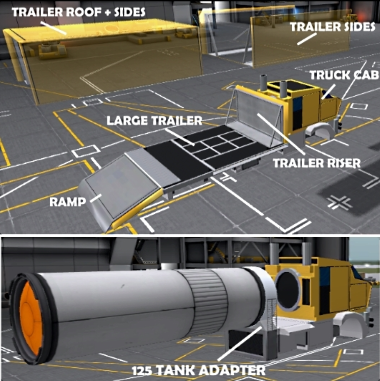 TRAILER ROOF + SIDES
TRAILER SIDES
TRUCK CAB
LARGE TRAILER
TRAILER RISER
RAMP
125 TANK ADAPTER